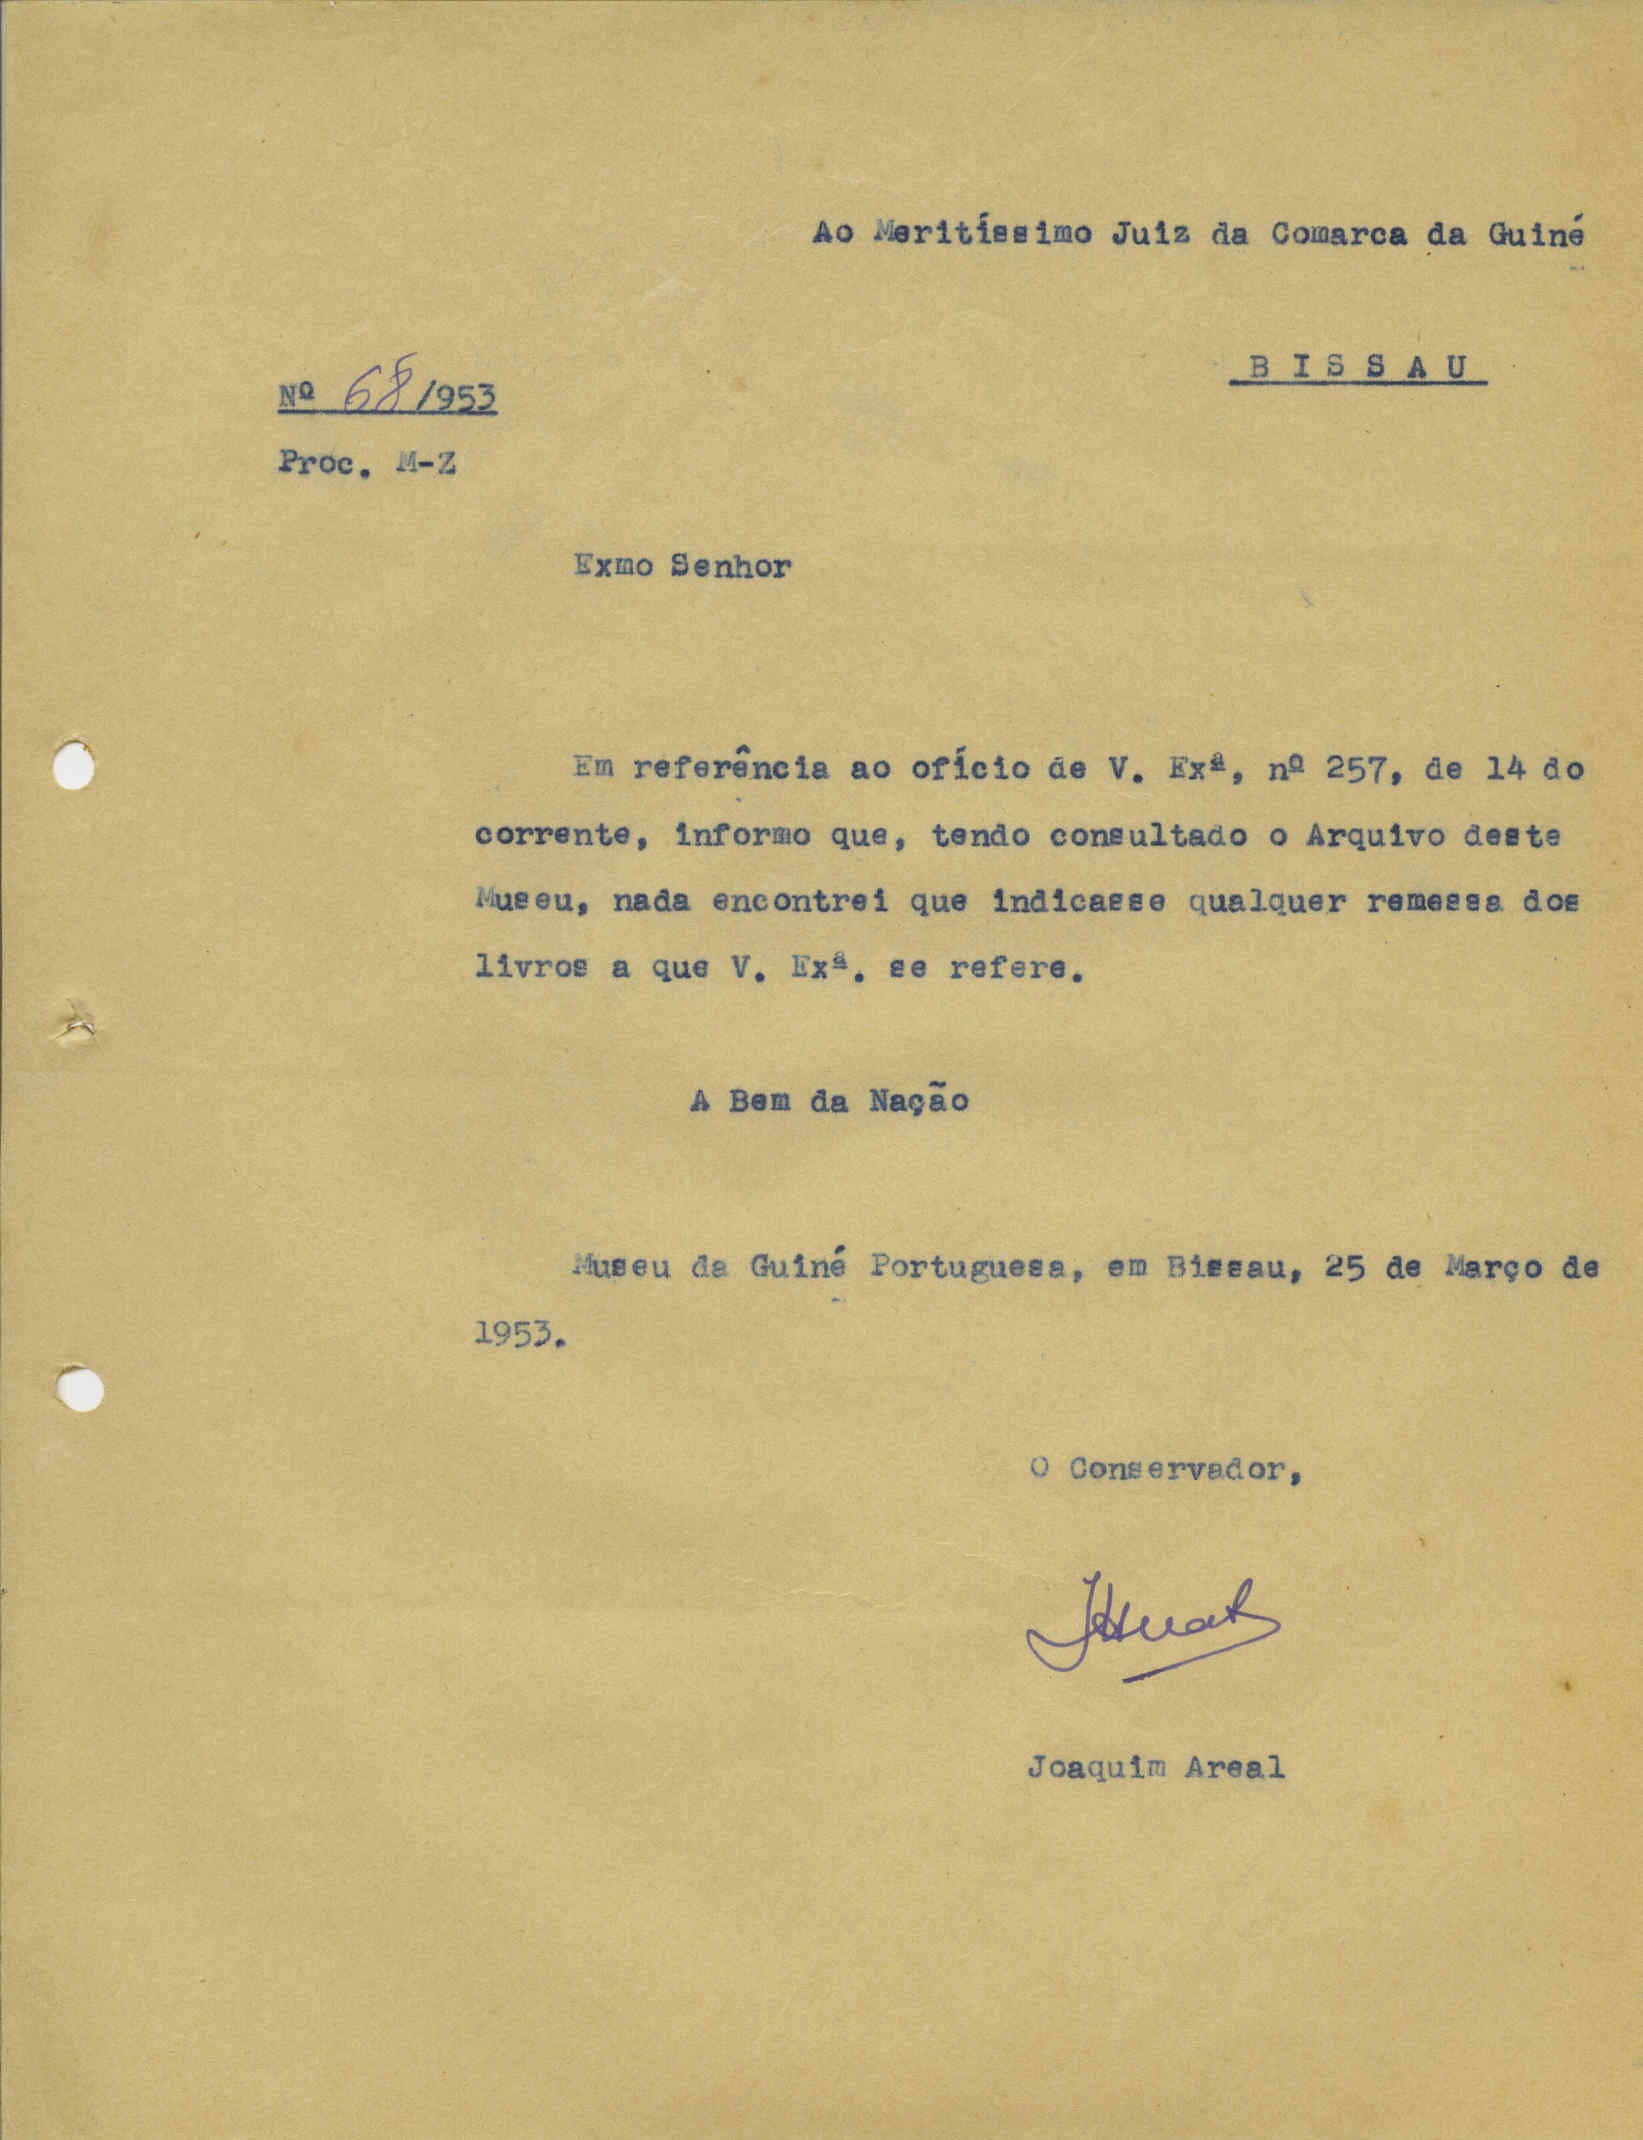 Ao Meritíssimo Juiz da Comarca da Guiné
BISSAU
Nº 68/953
Proc. M-Z
Exmo Senhor
Em referência ao ofício de V. Exª, nº 257, de 14 do
corrente, informo que, tendo consultado o Arquivo deste
Museu, nada encontrei que indicasse qualquer remessa dos
livros a que V. Exª. se refere.
A Bem da Nação
Museu da Guiné Portuguesa, em Bissau, 25 de Março de
1953.
O Conservador,
Joaquim Areal